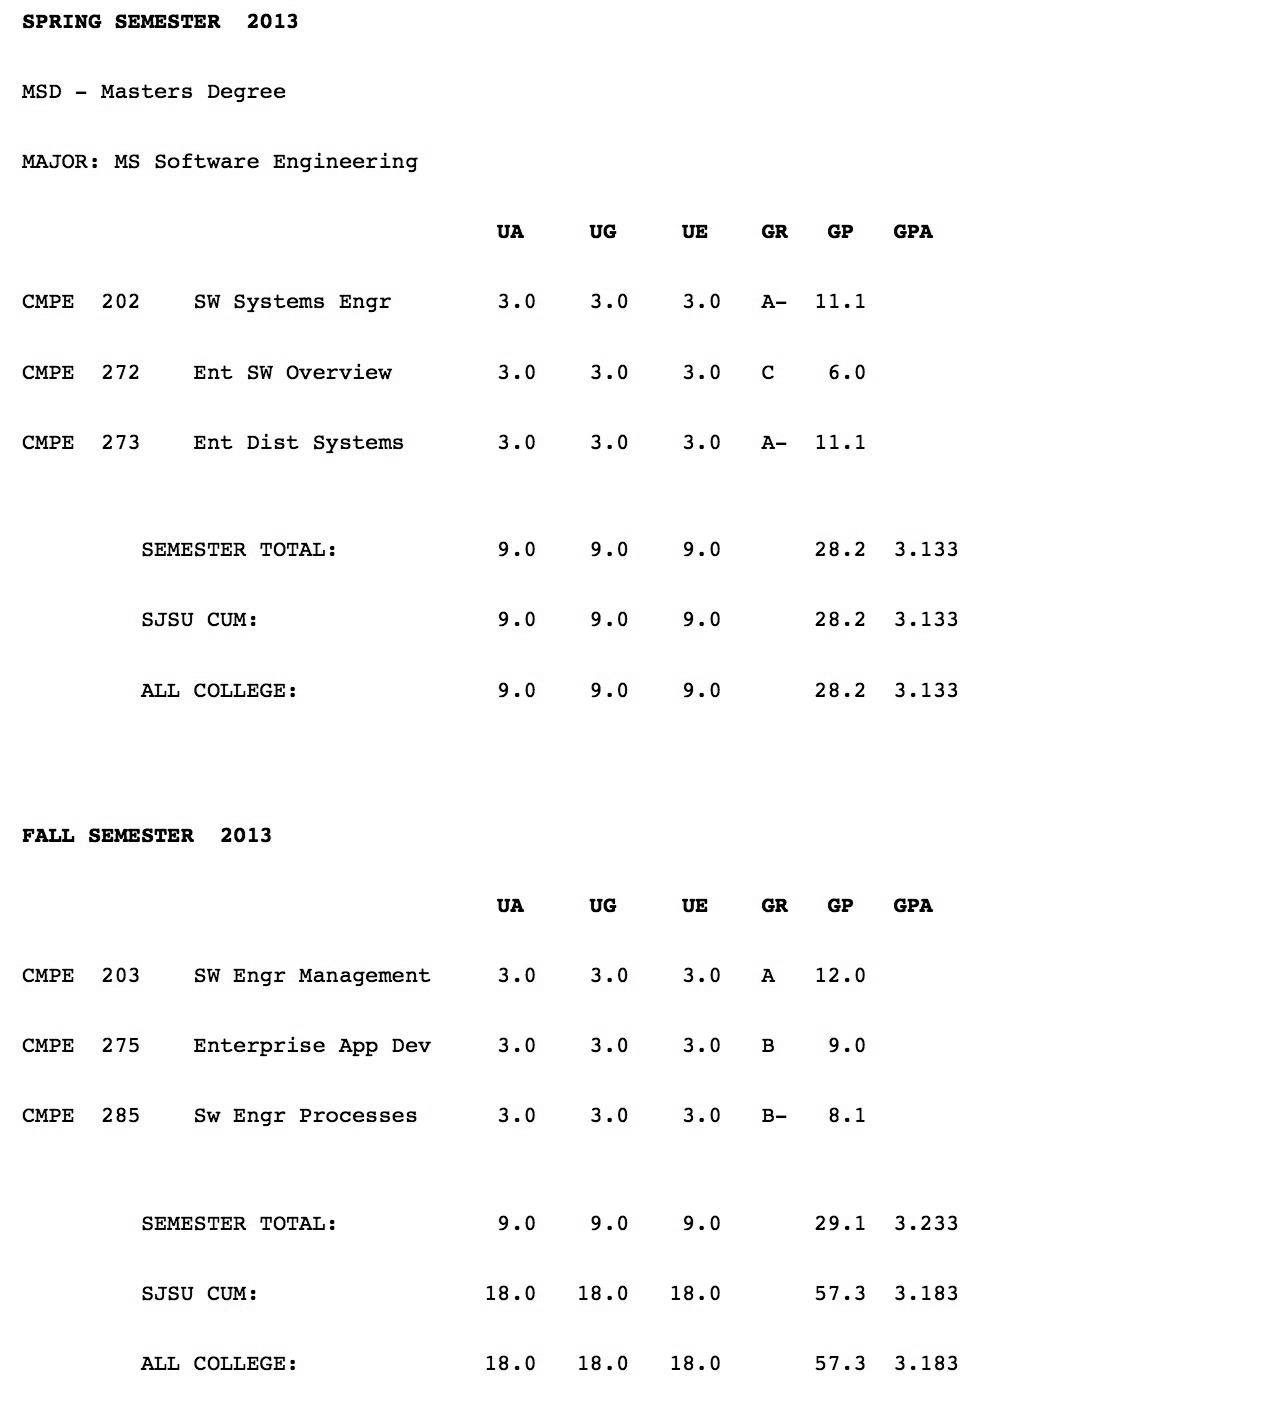 SPRING SEMESTER 2013
MSD - Masters Degree
MAJOR: MS Software Engineering
UA UG UE GR GP GPA
CMPE 202 SW Systems Engr 3.0 3.0 3.0 A- 11.1
CMPE 272 Ent SW Overview 3.0 3.0 3.0 C 6.0
CMPE 273 Ent Dist Systems 3.0 3.0 3.0 A- 11.1
SEMESTER TOTAL: 9.0 9.0 9.0 28.2 3.133
SJSU CUM: 9.0 9.0 9.0 28.2 3.133
ALL COLLEGE: 9.0 9.0 9.0 28.2 3.133
FALL SEMESTER 2013
UA UG UE GR GP GPA
CMPE 203 SW Engr Management 3.0 3.0 3.0 A 12.0
CMPE 275 Enterprise App Dev 3.0 3.0 3.0 B 9.0
CMPE 285 Sw Engr Processes 3.0 3.0 3.0 B- 8.1
SEMESTER TOTAL: 9.0 9.0 9.0 29.1 3.233
SJSU CUM: 18.0 18.0 18.0 57.3 3.183
ALL COLLEGE: 18.0 18.0 18.0 57.3 3.183